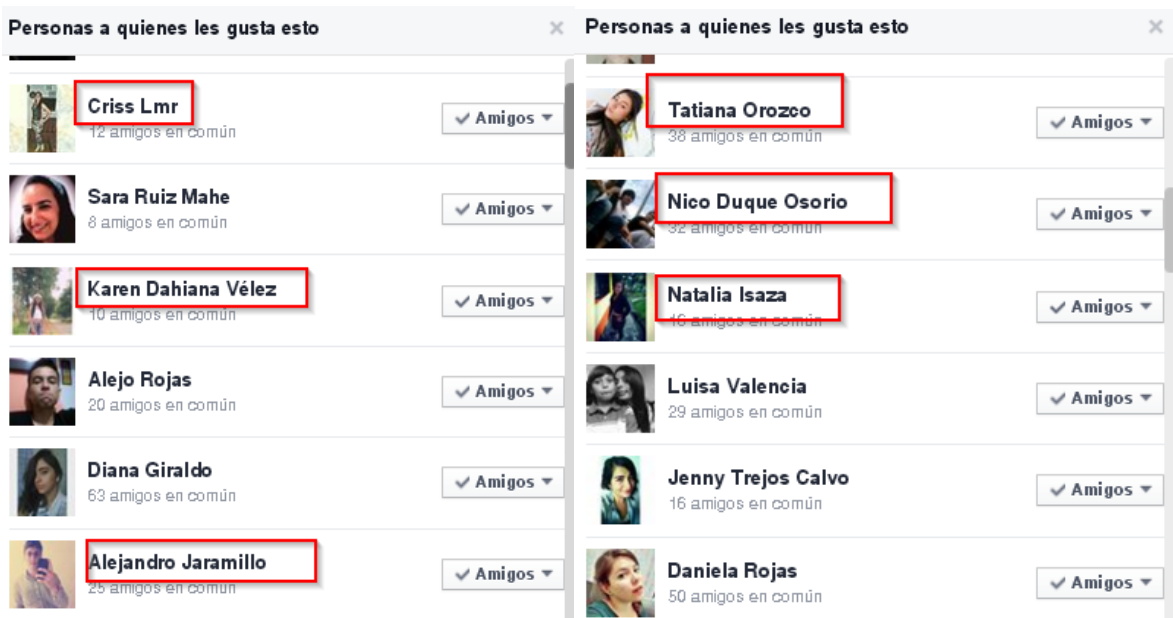 Personas a quienes les gusta esto
Criss Lmr
12 amigos en común
Amigos
Sara Ruiz Mahe
8 amigos en común
Amigos
Karen Dahiana Vélez
10 amigos en común
Amigos
Alejo Rojas
20 amigos en común
Amigos
Diana Giraldo
63 amigos en común
Amigos
Alejandro Jaramillo
25 amigos en común
Amigos
Personas a quienes les gusta esto
Tatiana Orozco
38 amigos en común
Amigos
Nico Duque Osorio
32 amigos en común
Amigos
Natalia Isaza
amigos en común
Amigos
Luisa Valencia
29 amigos en común
Amigos
Jenny Trejos Calvo
16 amigos en común
Amigos
Daniela Rojas
50 amigos en común
Amigos